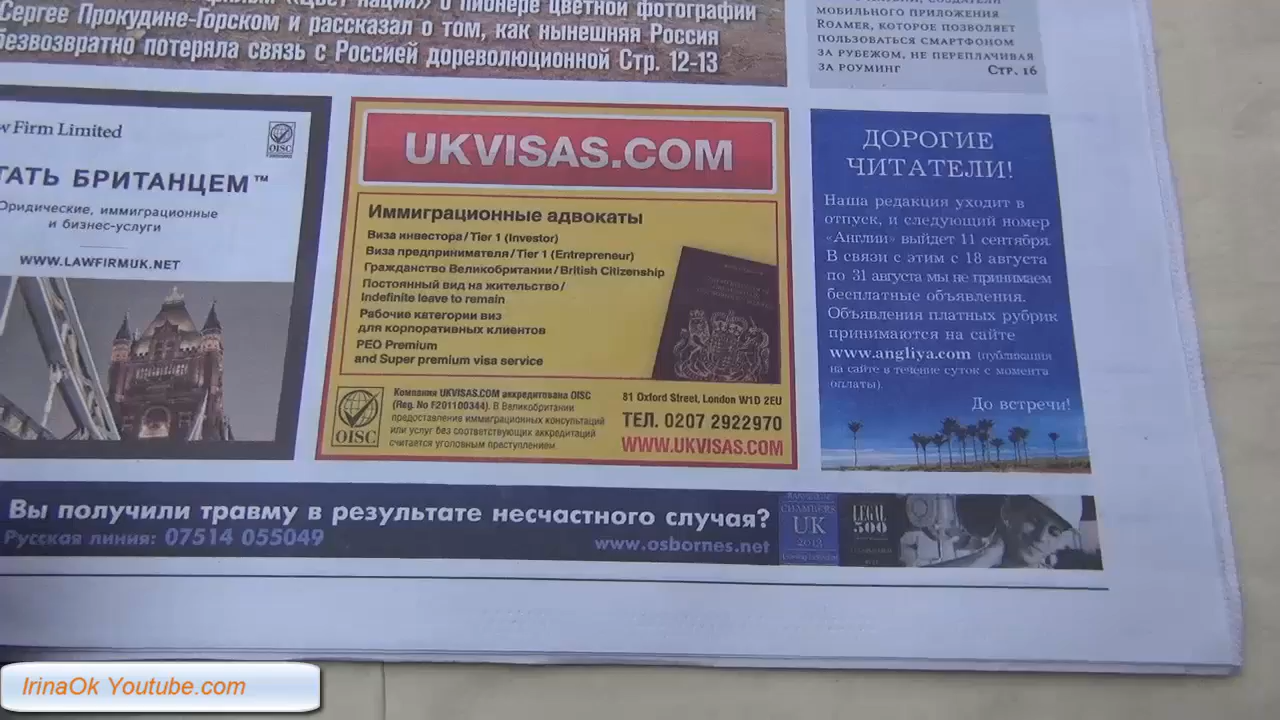 «Цвет нации» о пионере цветной фотографии
Сергее Прокудине-Горском и рассказал о том, как нынешняя Россия
безвозвратно потеряла связь с Россией дореволюционной Стр. 12-13
мобильного приложения
Roamer, которое позволяет
пользоваться смартфоном
за рубежом, не переплачивая
за роуминг Стр. 16
w Firm Limited
OISC
ТАТЬ БРИТАНЦЕМ™
Юридические, иммиграционные
и бизнес-услуги
WWW.LAWFIRMUK.NET
UKVISAS.COM
Иммиграционные адвокаты
Виза инвестора / Tier 1 (Investor)
Виза предпринимателя / Tier 1 (Entrepreneur)
Гражданство Великобритании / British Citizenship
Постоянный вид на жительство /
Indefinite leave to remain
Рабочие категории виз
для корпоративных клиентов
PEO Premium
and Super premium visa service
OISC
Компания UKVISAS.COM аккредитована OISC
(Reg. No F201100344). В Великобритании
предоставление иммиграционных консультаций
или услуг без соответствующих аккредитаций
считается уголовным преступлением.
81 Oxford Street, London W1D 2EU
ТЕЛ. 0207 2922970
WWW.UKVISAS.COM
ДОРОГИЕ
ЧИТАТЕЛИ!
Наша редакция уходит в
отпуск, и следующий номер
«Англии» выйдет 11 сентября.
В связи с этим с 18 августа
по 31 августа мы не принимаем
бесплатные объявления.
Объявления платных рубрик
принимаются на сайте
www.angliya.com (публикация
на сайте в течение суток с момента
оплаты).
До встречи!
Вы получили травму в результате несчастного случая?
Русская линия: 07514 055049
www.osbornes.net
CHAMBERS
UK
2013
LEGAL
500
IrinaOk Youtube.com